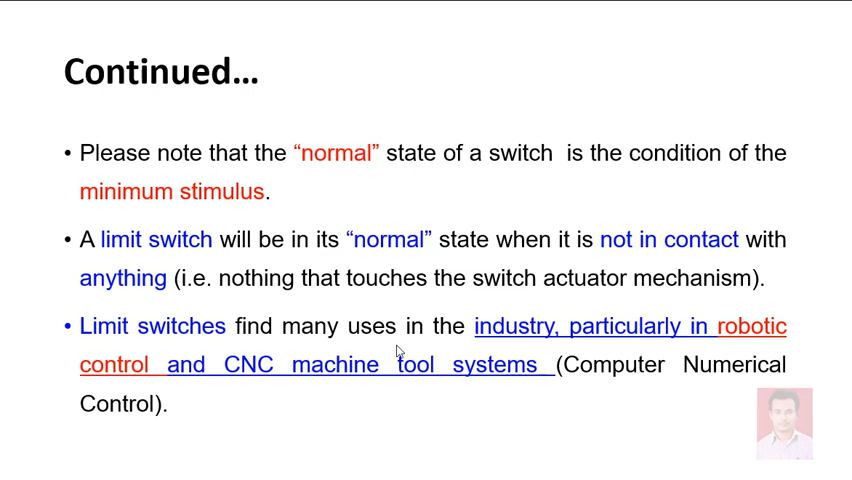 Continued...
• Please note that the “normal” state of a switch is the condition of the
minimum stimulus.
• A limit switch will be in its “normal” state when it is not in contact with
anything (i.e. nothing that touches the switch actuator mechanism).
• Limit switches find many uses in the industry, particularly in robotic
control and CNC machine tool systems (Computer Numerical
Control).